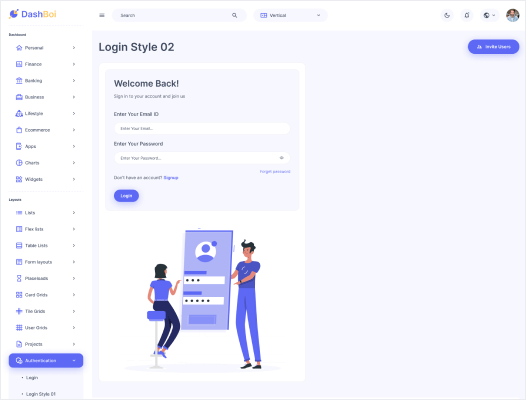 DashBoi
Search
Vertical
Dashboard
Personal
Finance
Banking
Business
Lifestyle
Ecommerce
Apps
Charts
Widgets
Layouts
Lists
Flex lists
Table Lists
Form layouts
Placeloads
Card Grids
Tile Grids
User Grids
Projects
Authentication
Login
Login Style 01
Login Style 02
Invite Users
Welcome Back!
Sign in to your account and join us
Enter Your Email ID
Enter Your Email..
Enter Your Password
Enter Your Password...
Forget password
Don't have an account? Signup
Login